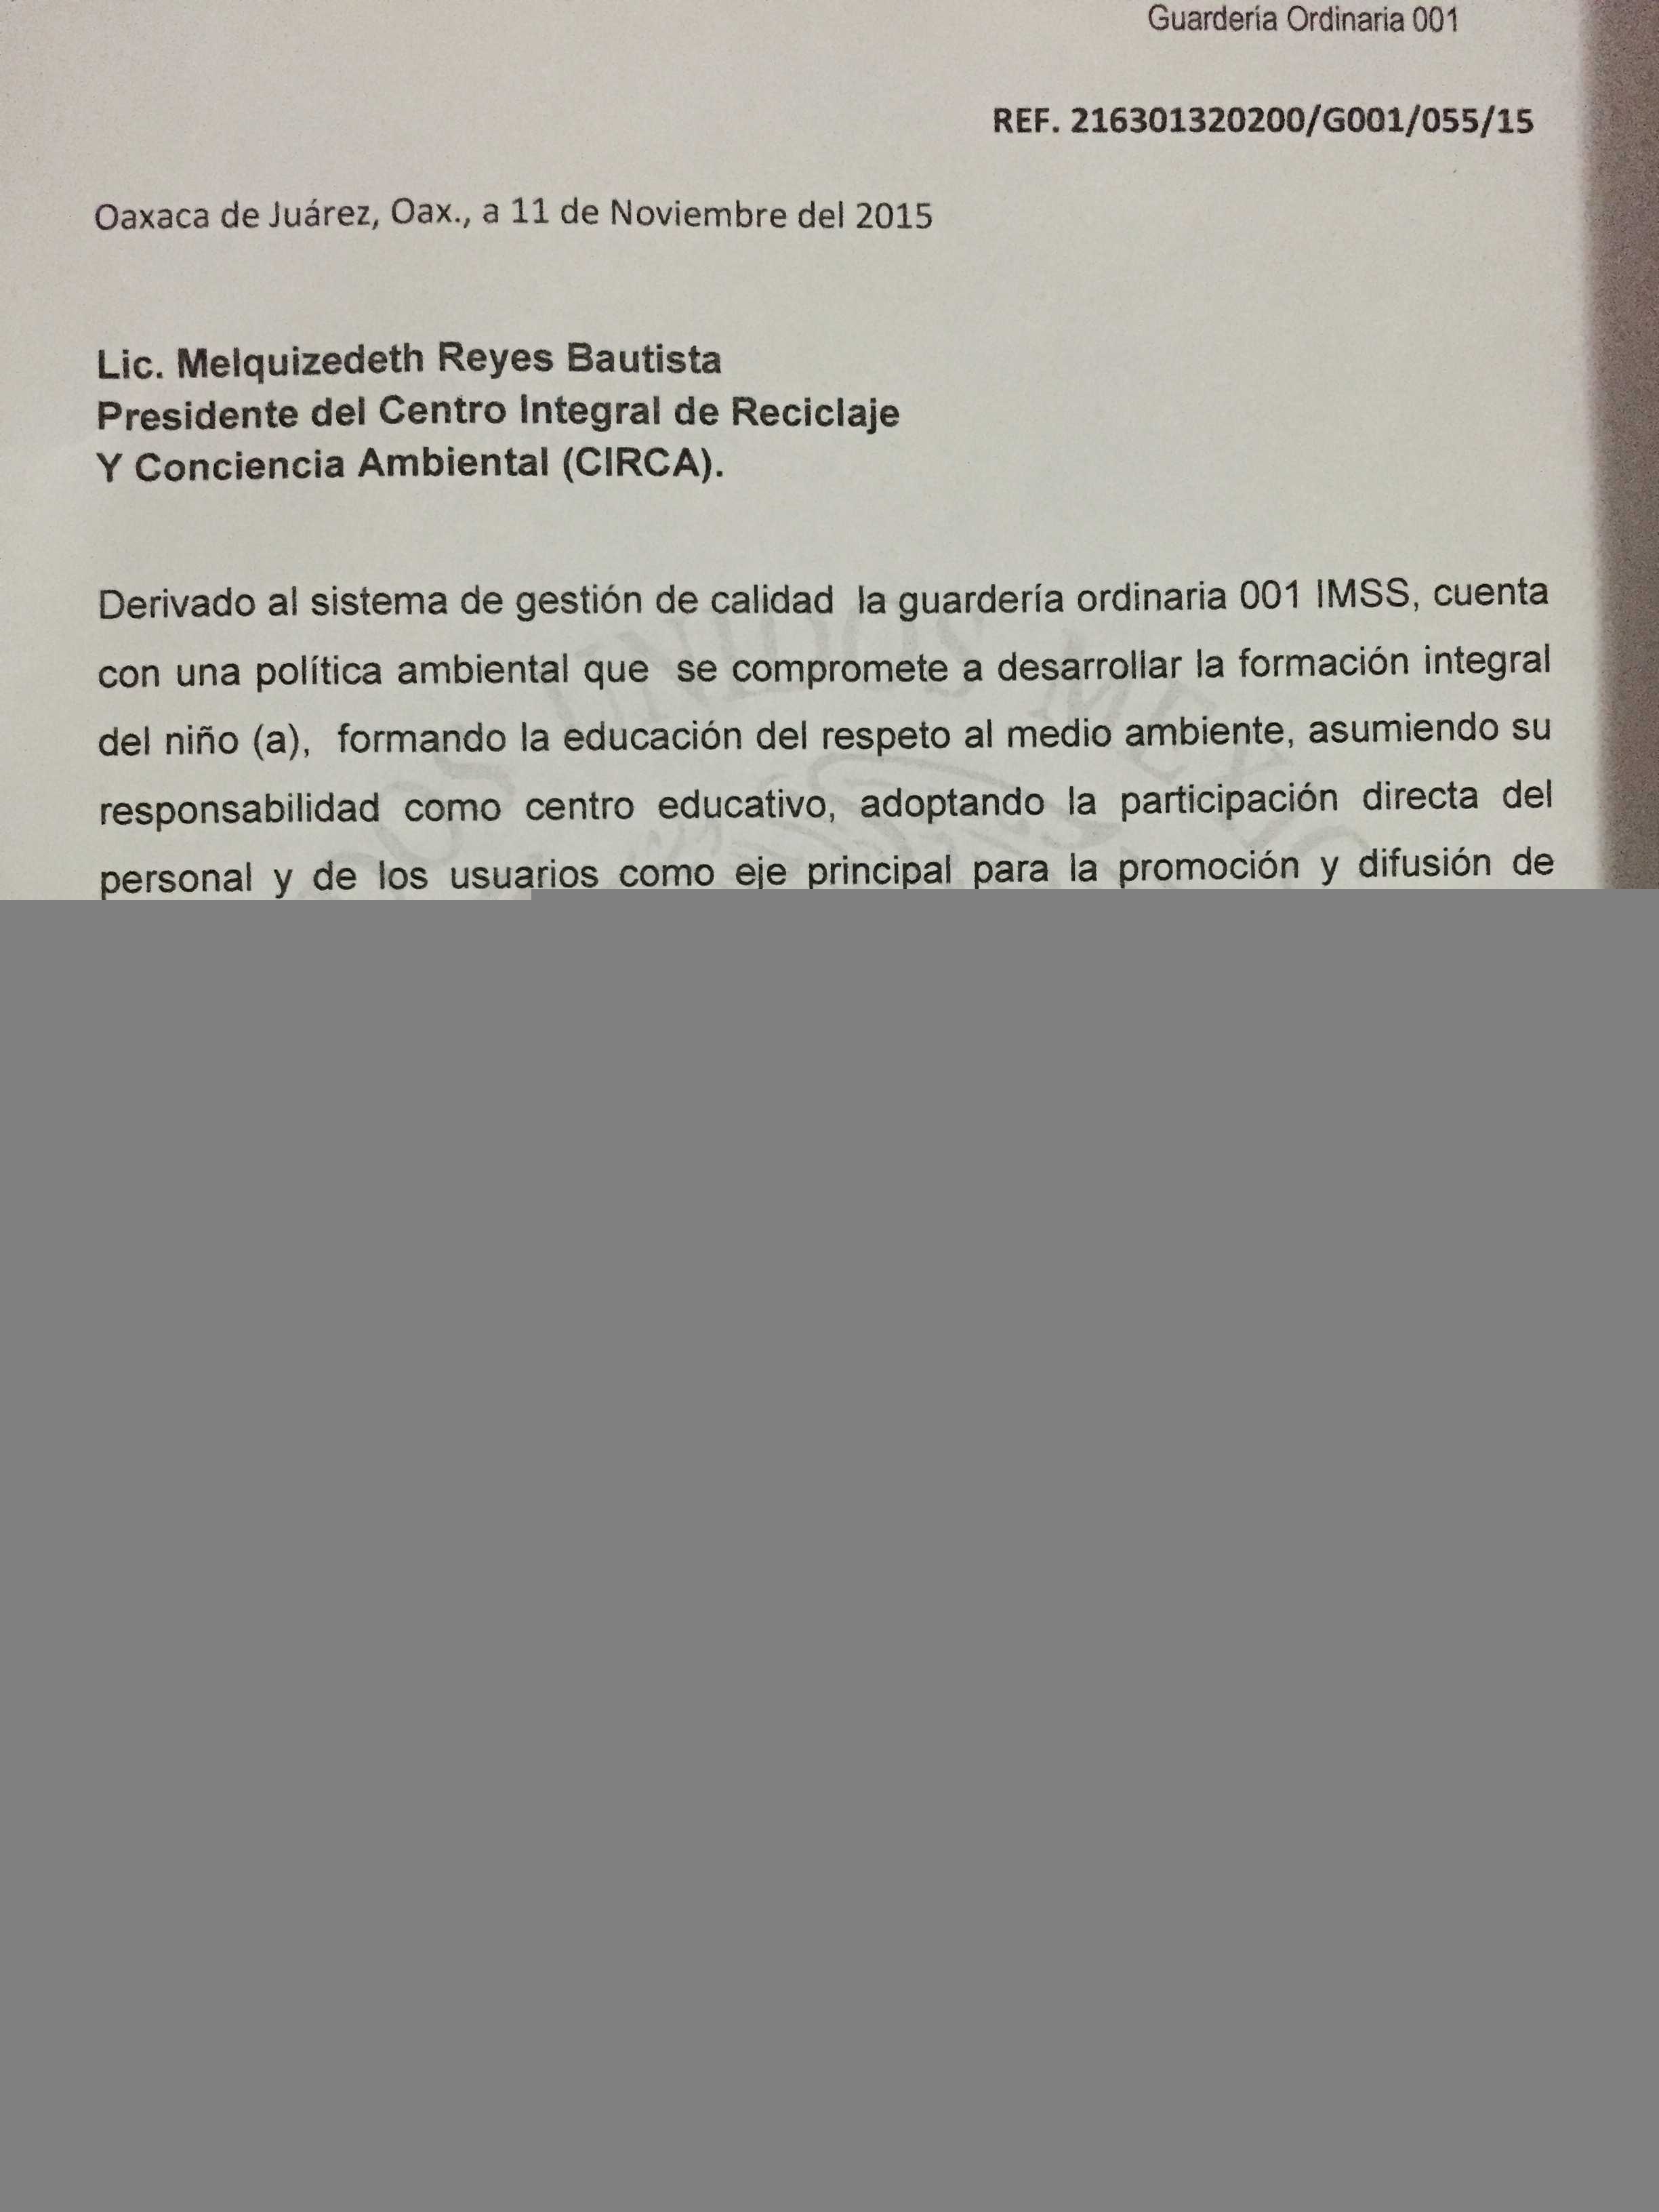 Guardería Ordinaria 001
REF. 216301320200/G001/055/15
Oaxaca de Juárez, Oax., a 11 de Noviembre del 2015
Lic. Melquizedeth Reyes Bautista
Presidente del Centro Integral de Reciclaje
Y Conciencia Ambiental (CIRCA).
Derivado al sistema de gestión de calidad la guardería ordinaria 001 IMSS, cuenta
con una política ambiental que se compromete a desarrollar la formación integral
del niño (a), formando la educación del respeto al medio ambiente, asumiendo su
responsabilidad como centro educativo, adoptando la participación directa del
personal y de los usuarios como eje principal para la promoción y difusión de
UNIDOS MEXIC